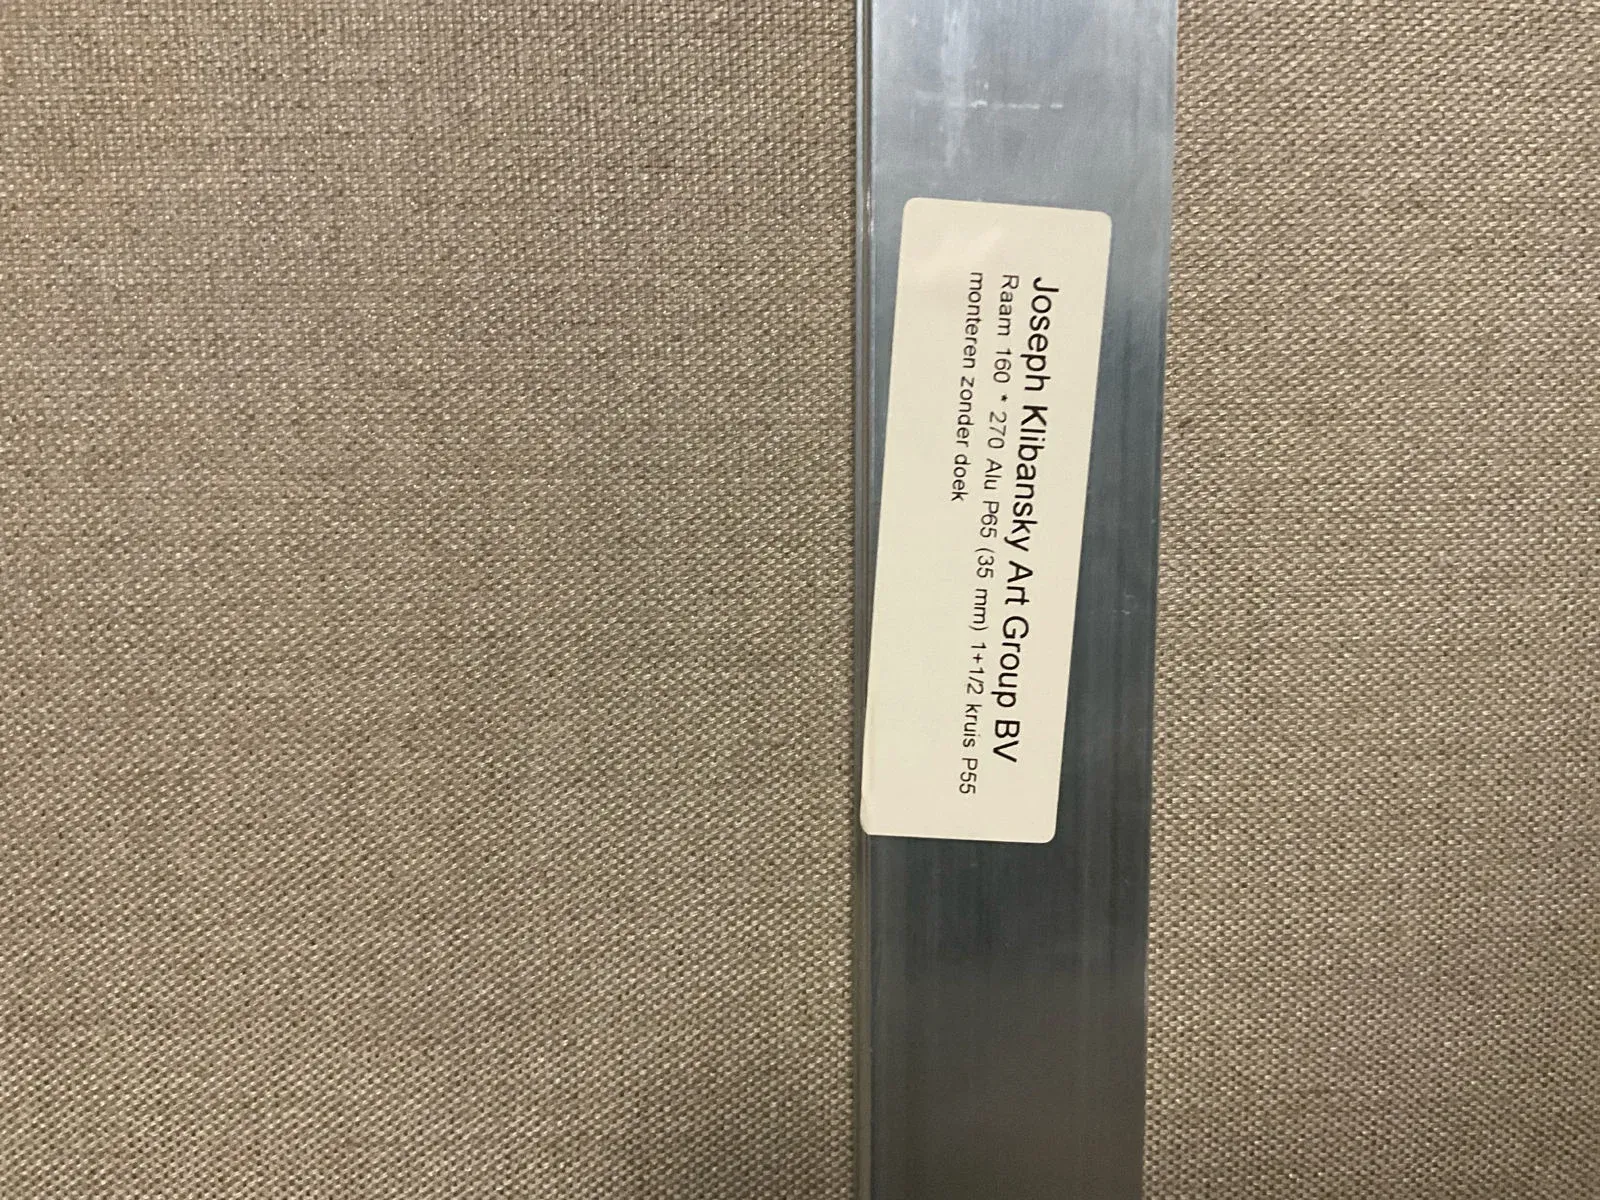 Joseph Klibansky Art Group BV
Raam 160 * 270 Alu P65 (35 mm) 1+1/2 kruis P55
monteren zonder doek